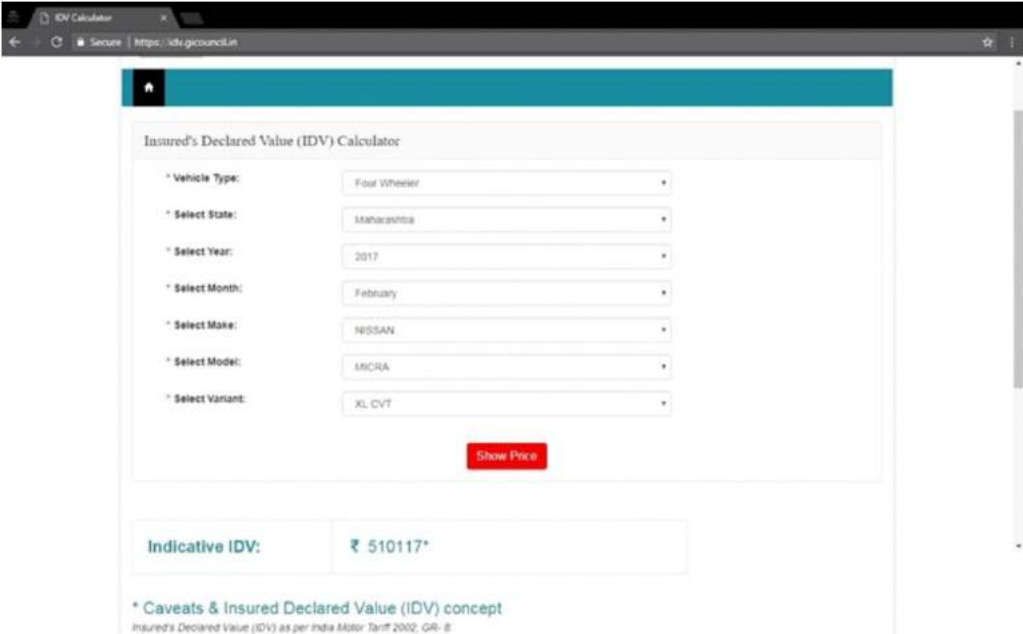 IDV Calculator
Secure https://idv.gicouncil.in
Insured's Declared Value (IDV) Calculator
* Vehicle Type: Four Wheeler
* Select State: Maharashtra
* Select Year: 2017
* Select Month: February
* Select Make: NISSAN
* Select Model: MICRA
* Select Variant: XL CVT
Show Price
Indicative IDV: ₹ 510117*
* Caveats & Insured Declared Value (IDV) concept
Insured's Declared Value (IDV) as per India Motor Tariff 2002; GR- 8